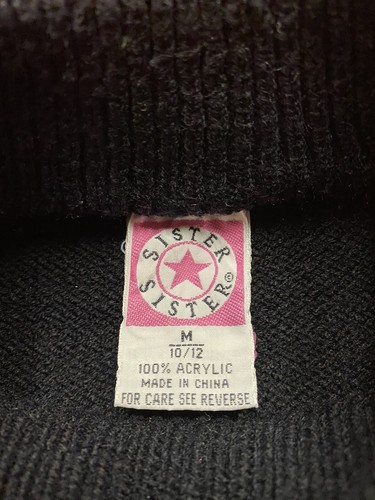 SISTER
SISTER ©
M
10/12
100% ACRYLIC
MADE IN CHINA
FOR CARE SEE REVERSE